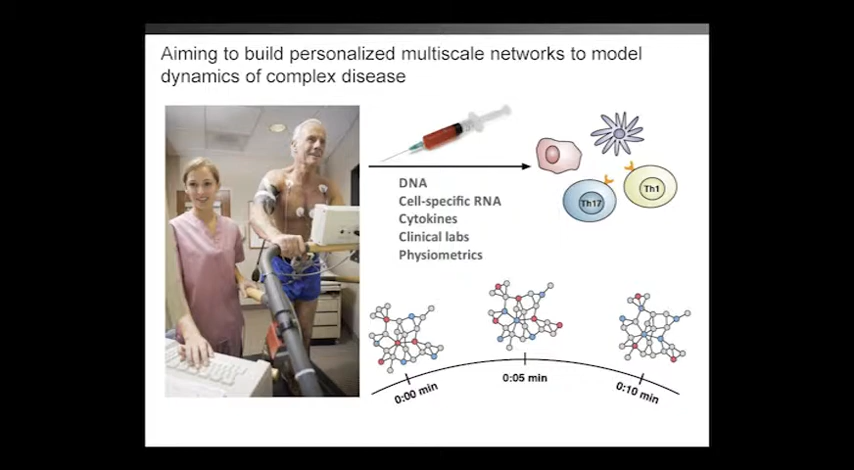 Aiming to build personalized multiscale networks to model
dynamics of complex disease
DNA
Cell-specific RNA
Cytokines
Clinical labs
Physiometrics
Th17
Th1
0:00 min
0:05 min
0:10 min